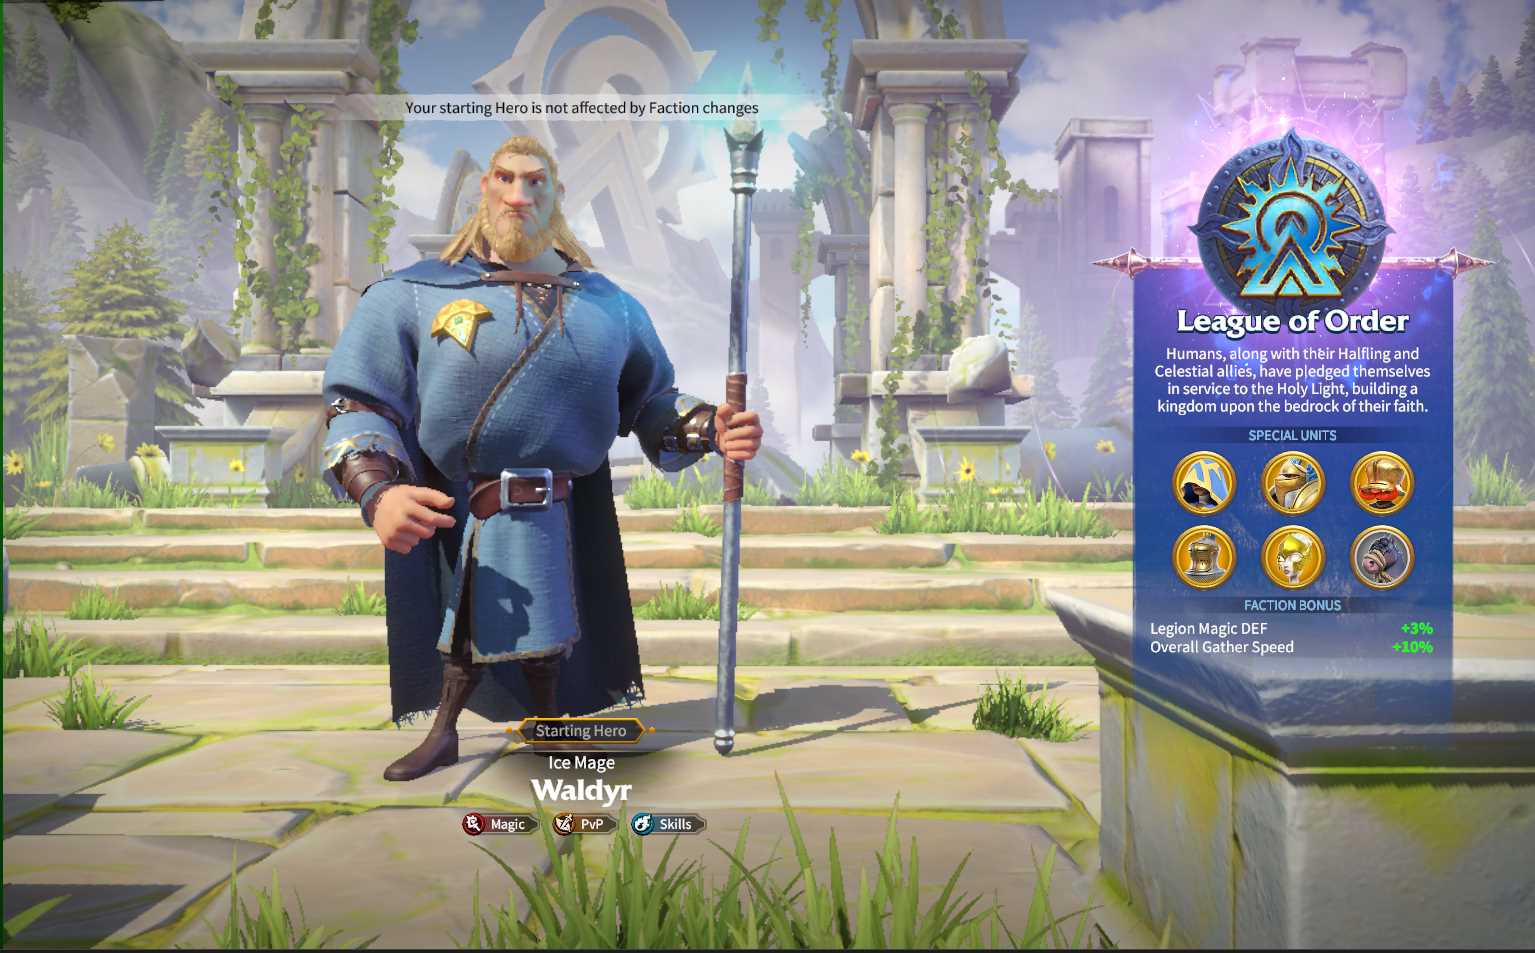 Your starting Hero is not affected by Faction changes
League of Order
Humans, along with their Halfling and
Celestial allies, have pledged themselves
in service to the Holy Light, building a
kingdom upon the bedrock of their faith.
SPECIAL UNITS
FACTION BONUS
Legion Magic DEF +3%
Overall Gather Speed +10%
Starting Hero
Ice Mage
Waldyr
Magic PvP Skills